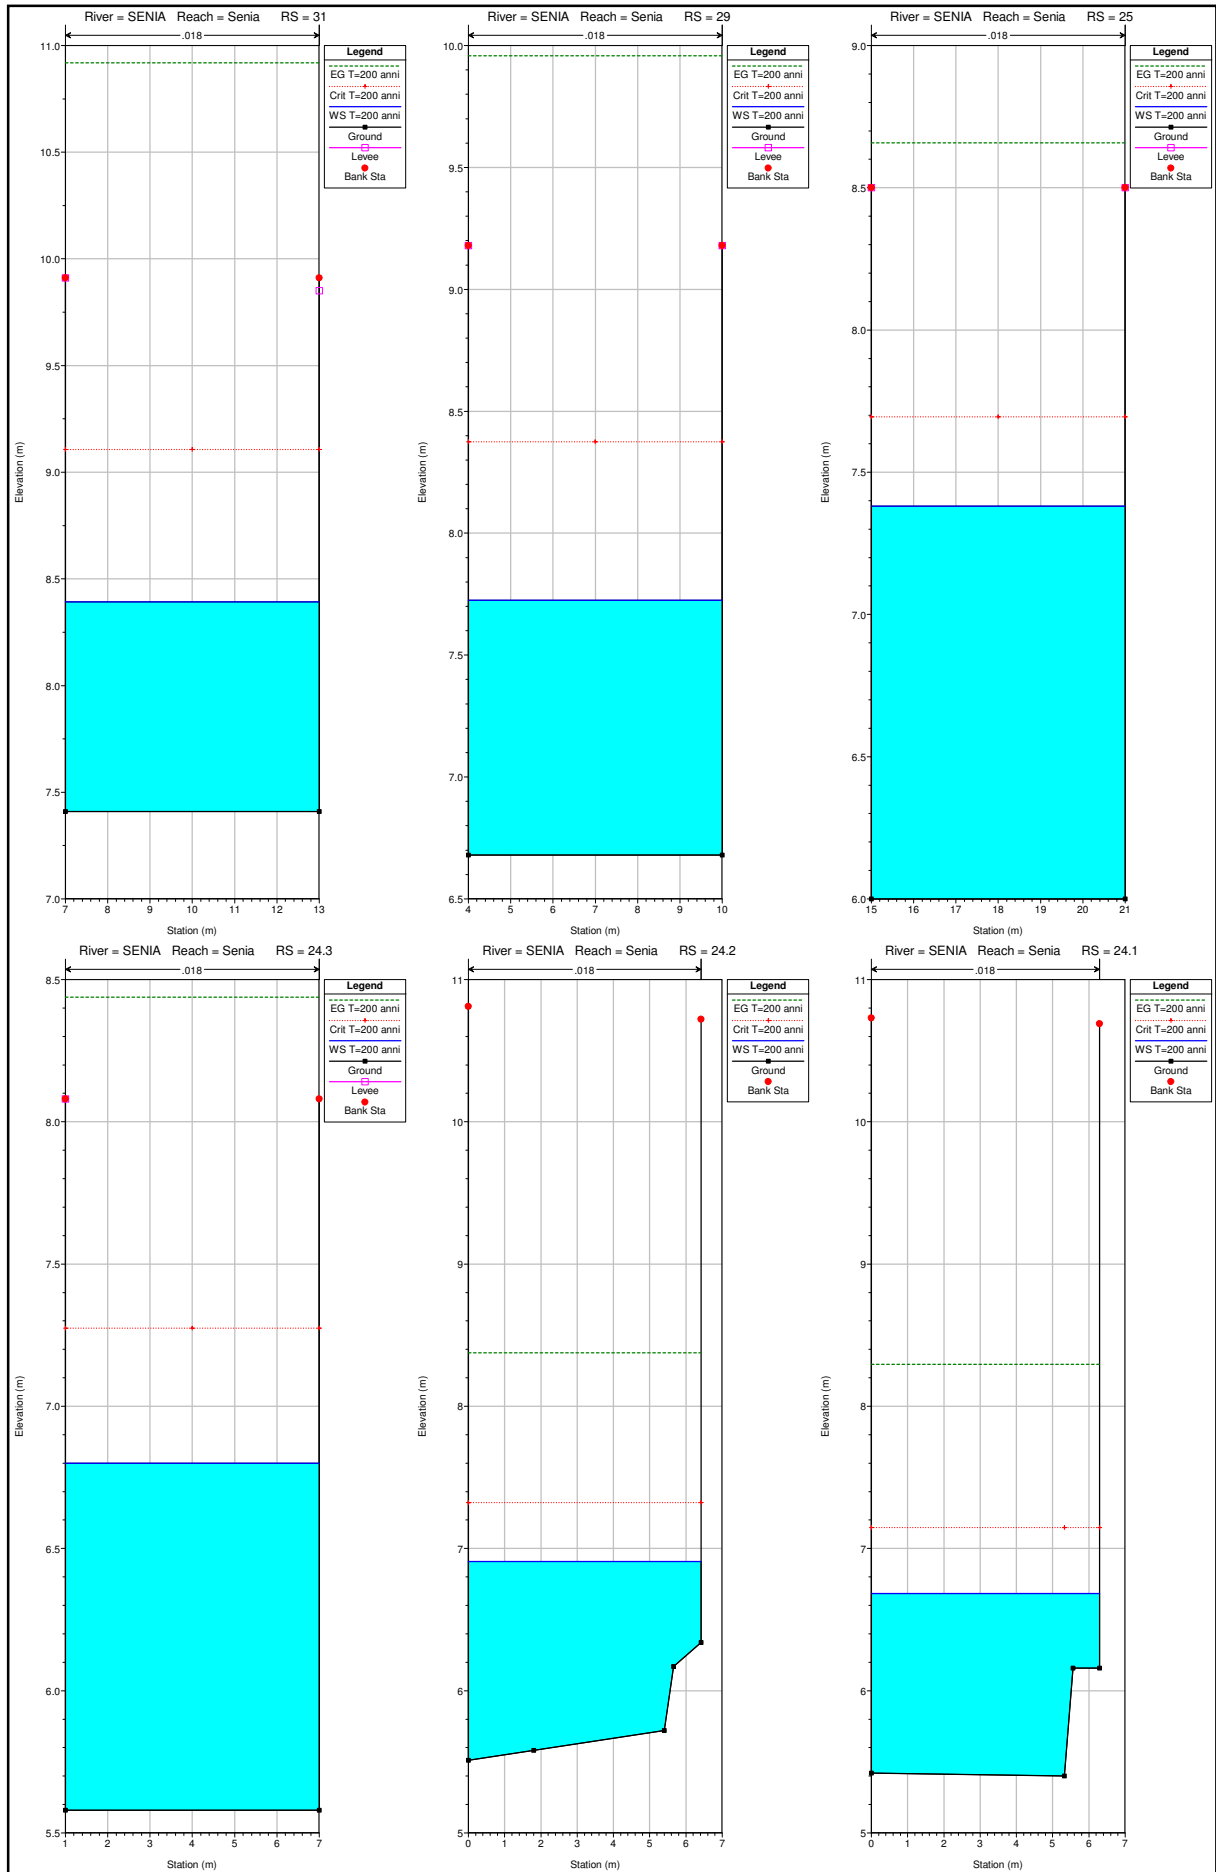 River = SENIA Reach = Senia RS = 31
.018
Legend
EG T=200 anni
Crit T=200 anni
WS T=200 anni
Ground
Levee
Bank Sta
11.0
10.5
10.0
9.5
9.0
8.5
8.0
7.5
7.0
Elevation (m)
7 8 9 10 11 12 13
Station (m)
River = SENIA Reach = Senia RS = 29
.018
Legend
EG T=200 anni
Crit T=200 anni
WS T=200 anni
Ground
Levee
Bank Sta
10.0
9.5
9.0
8.5
8.0
7.5
7.0
6.5
Elevation (m)
4 5 6 7 8 9 10
Station (m)
River = SENIA Reach = Senia RS = 25
.018
Legend
EG T=200 anni
Crit T=200 anni
WS T=200 anni
Ground
Levee
Bank Sta
9.0
8.5
8.0
7.5
7.0
6.5
6.0
Elevation (m)
15 16 17 18 19 20 21
Station (m)
River = SENIA Reach = Senia RS = 24.3
.018
Legend
EG T=200 anni
Crit T=200 anni
WS T=200 anni
Ground
Levee
Bank Sta
8.5
8.0
7.5
7.0
6.5
6.0
5.5
Elevation (m)
1 2 3 4 5 6 7
Station (m)
River = SENIA Reach = Senia RS = 24.2
.018
Legend
EG T=200 anni
Crit T=200 anni
WS T=200 anni
Ground
Bank Sta
11
10
9
8
7
6
5
Elevation (m)
0 1 2 3 4 5 6 7
Station (m)
River = SENIA Reach = Senia RS = 24.1
.018
Legend
EG T=200 anni
Crit T=200 anni
WS T=200 anni
Ground
Bank Sta
11
10
9
8
7
6
5
Elevation (m)
0 1 2 3 4 5 6 7
Station (m)